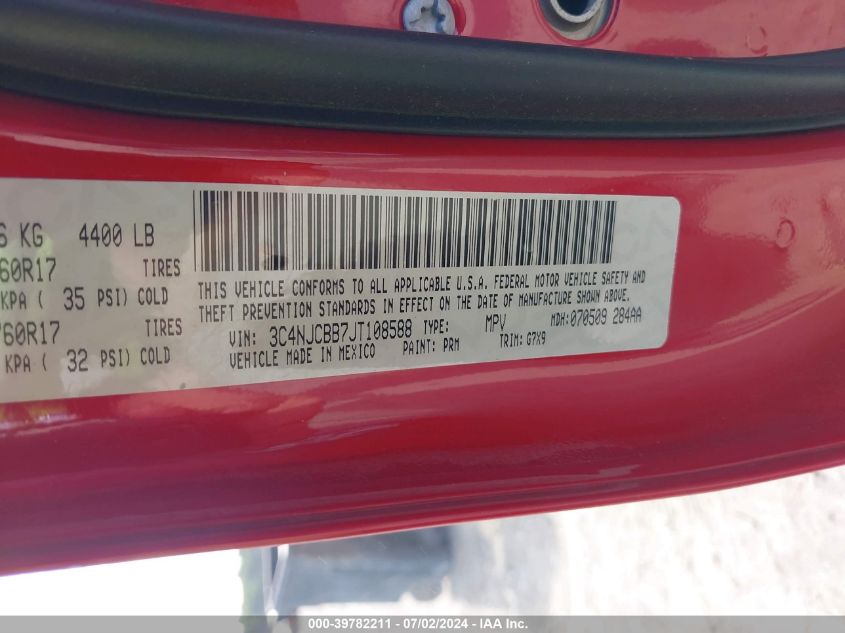 6 KG 4400 LB
60R17 TIRES
KPA ( 35 PSI) COLD
/60R17 TIRES
KPA ( 32 PSI) COLD
THIS VEHICLE CONFORMS TO ALL APPLICABLE U.S.A. FEDERAL MOTOR VEHICLE SAFETY AND
THEFT PREVENTION STANDARDS IN EFFECT ON THE DATE OF MANUFACTURE SHOWN ABOVE.
VIN: 3C4NJCBB7JT108588 TYPE: MPV MDH: 070509 284AA
VEHICLE MADE IN MEXICO PAINT: PRM TRIM: G7X9
000-39782211 - 07/02/2024 - IAA Inc.